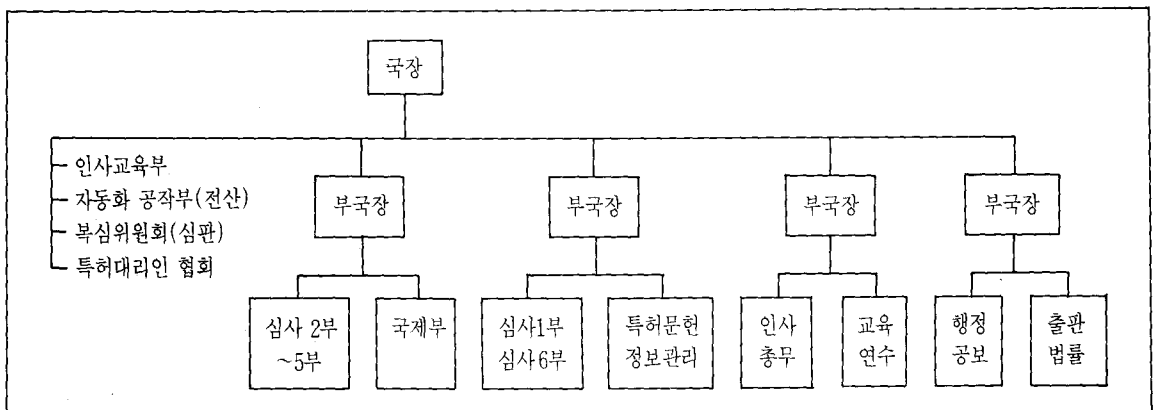 국장
인사교육부
자동화 공작부(전산)
복심위원회(심판)
특허대리인 협회
부국장
부국장
부국장
부국장
심사 2부
~5부
국제부
심사1부
심사6부
특허문헌
정보관리
인사
총무
교육
연수
행정
공보
출판
법률